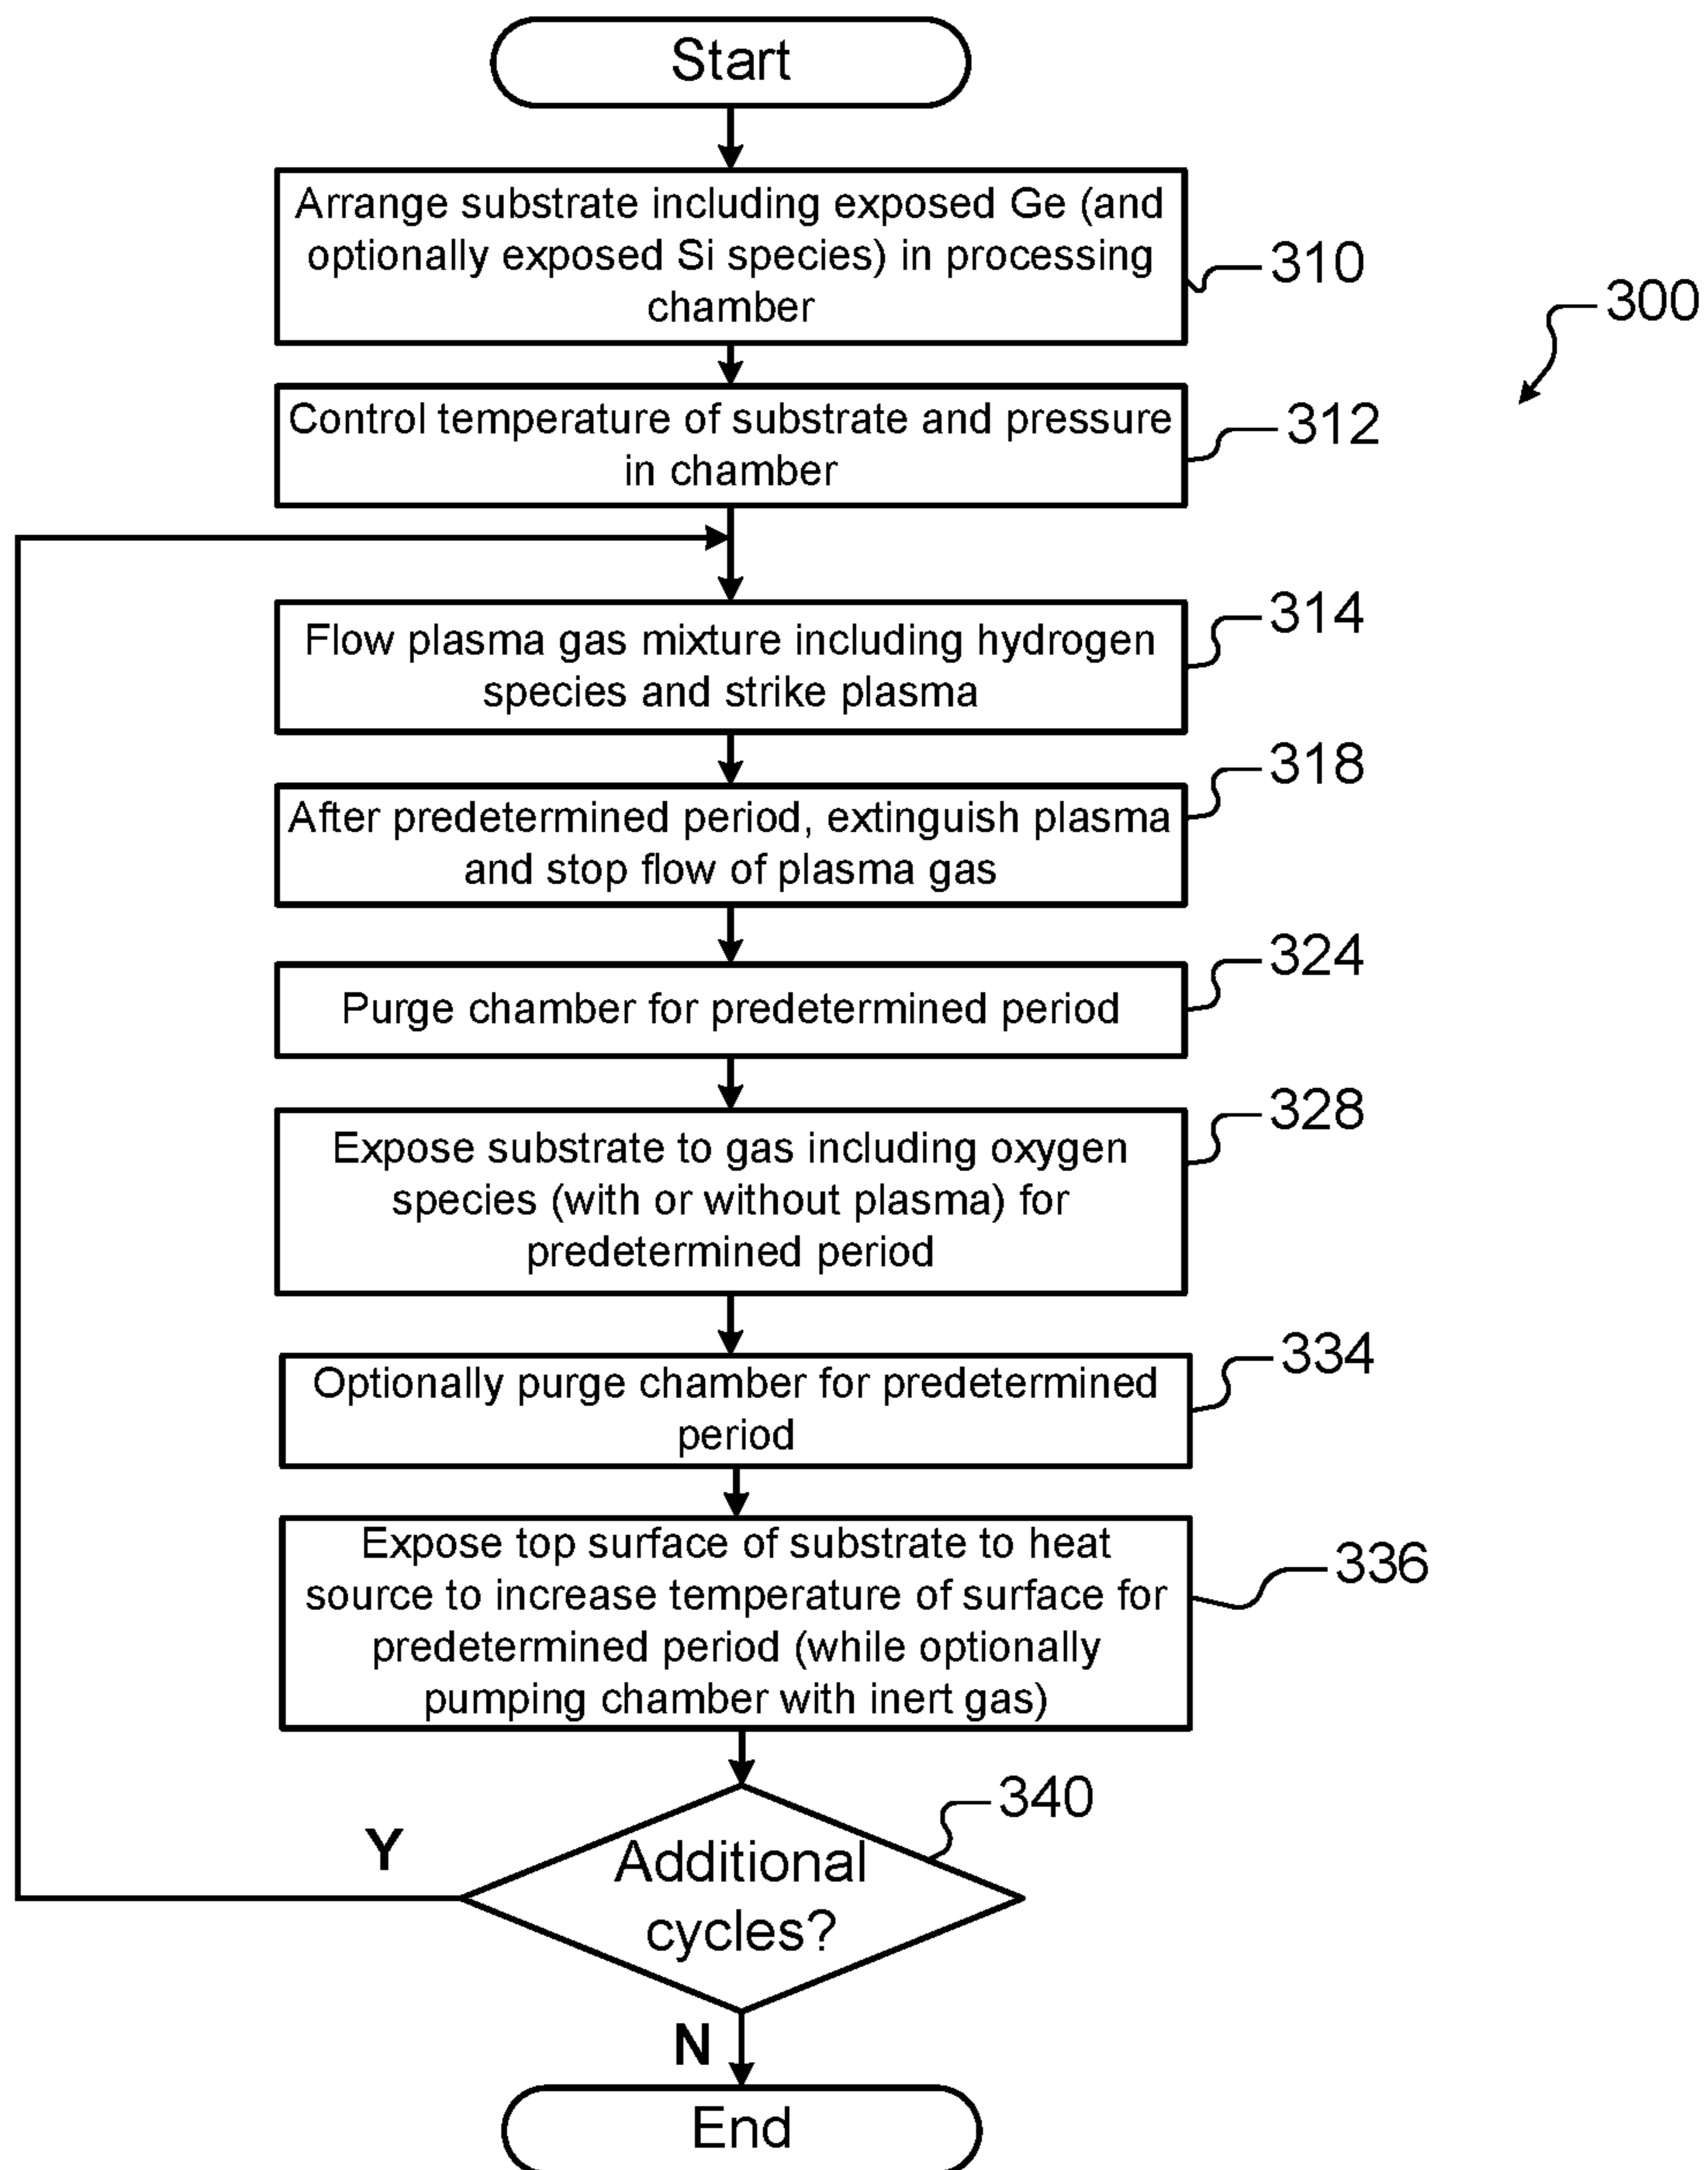 Start
Arrange substrate including exposed Ge (and
optionally exposed Si species) in processing
chamber
310
300
Control temperature of substrate and pressure
in chamber
312
Flow plasma gas mixture including hydrogen
species and strike plasma
314
After predetermined period, extinguish plasma
and stop flow of plasma gas
318
Purge chamber for predetermined period
324
Expose substrate to gas including oxygen
species (with or without plasma) for
predetermined period
328
Optionally purge chamber for predetermined
period
334
Expose top surface of substrate to heat
source to increase temperature of surface for
predetermined period (while optionally
pumping chamber with inert gas)
336
Additional
cycles?
340
Y
N
End